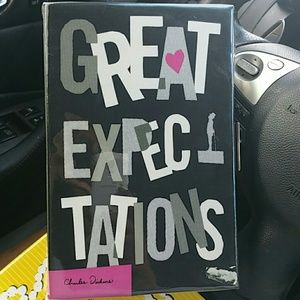 GREAT
EXPEC
TATIONS
Charles Dickens